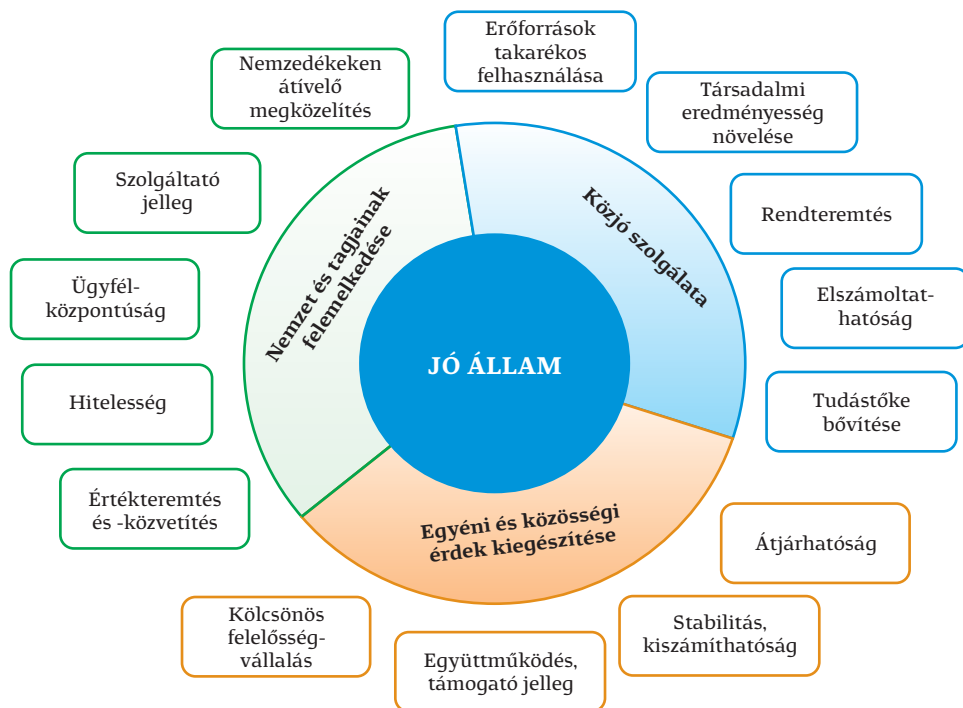 Erőforrások
takarékos
felhasználása
Társadalmi
eredményesség
növelése
Rendteremtés
Elszámoltat-
hatóság
Tudástőke
bővítése
Átjárhatóság
Stabilitás,
kiszámíthatóság
Együttműködés,
támogató jelleg
Kölcsönös
felelősség-
vállalás
Értékteremtés
és -közvetítés
Hitelesség
Ügyfél-
központúság
Szolgáltató
jelleg
Nemzedékeken
átívelő
megközelítés
Nemzet és tagjainak
felemelkedése
Közjó szolgálata
Egyéni és közösségi
érdek kiegészítése
JÓ ÁLLAM